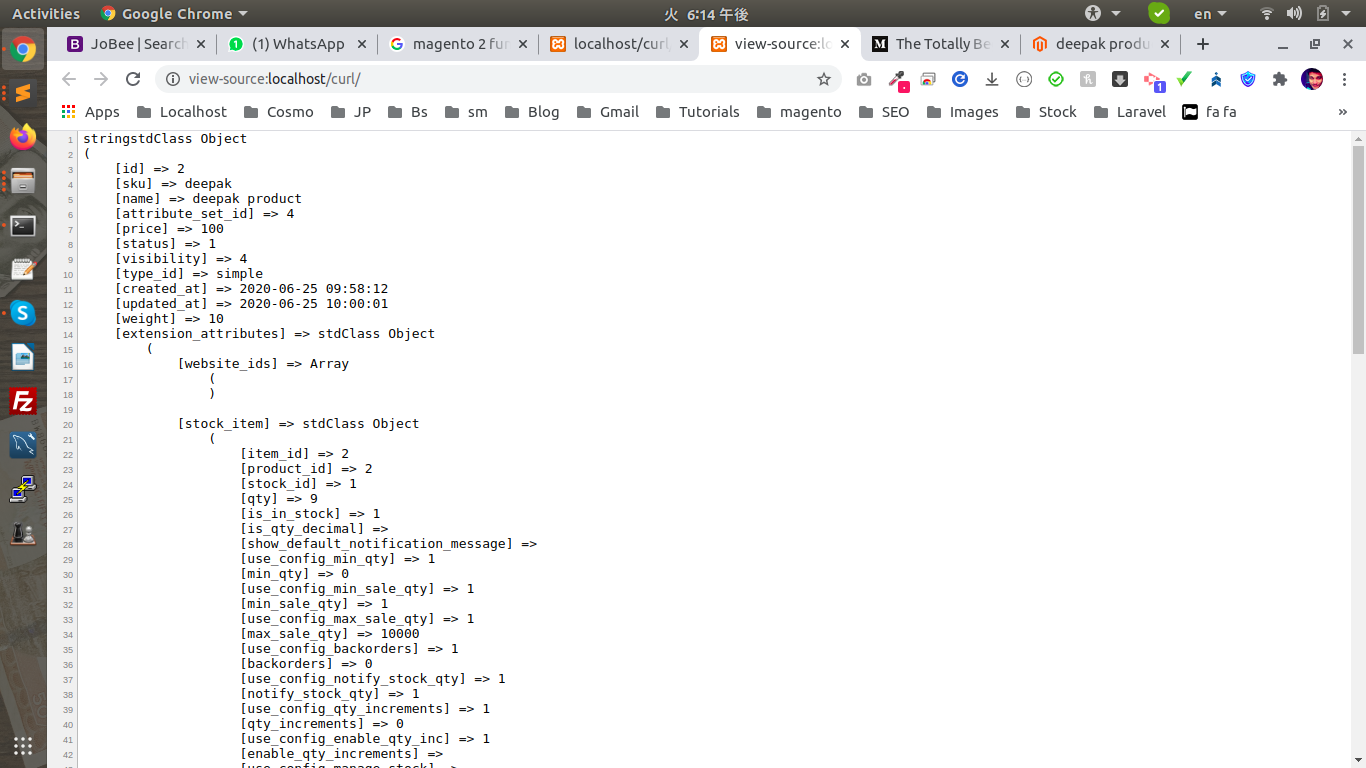 Activities Google Chrome 火 6:14 午後 en
JoBee | Search (1) WhatsApp magento 2 fun localhost/curl view-source:lo The Totally Be deepak produ
view-source:localhost/curl/ 1
Apps Localhost Cosmo JP Bs sm Blog Gmail Tutorials magento SEO Images Stock Laravel fa fa »
1 stringstdClass Object
2 (
3 [id] => 2
4 [sku] => deepak
5 [name] => deepak product
6 [attribute_set_id] => 4
7 [price] => 100
8 [status] => 1
9 [visibility] => 4
10 [type_id] => simple
11 [created_at] => 2020-06-25 09:58:12
12 [updated_at] => 2020-06-25 10:00:01
13 [weight] => 10
14 [extension_attributes] => stdClass Object
15 (
16 [website_ids] => Array
17 (
18 )
19
20 [stock_item] => stdClass Object
21 (
22 [item_id] => 2
23 [product_id] => 2
24 [stock_id] => 1
25 [qty] => 9
26 [is_in_stock] => 1
27 [is_qty_decimal] =>
28 [show_default_notification_message] =>
29 [use_config_min_qty] => 1
30 [min_qty] => 0
31 [use_config_min_sale_qty] => 1
32 [min_sale_qty] => 1
33 [use_config_max_sale_qty] => 1
34 [max_sale_qty] => 10000
35 [use_config_backorders] => 1
36 [backorders] => 0
37 [use_config_notify_stock_qty] => 1
38 [notify_stock_qty] => 1
39 [use_config_qty_increments] => 1
40 [qty_increments] => 0
41 [use_config_enable_qty_inc] => 1
42 [enable_qty_increments] =>
[use_config_manage_stock] =>